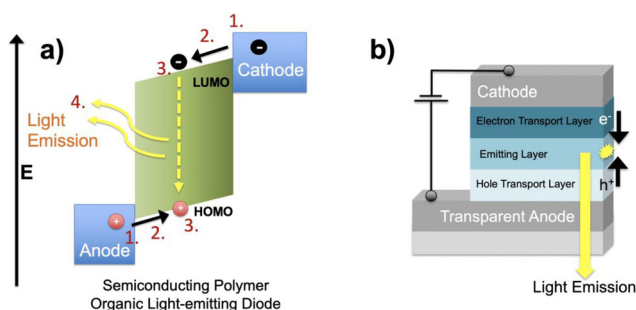 a)
1.
2.
3.
LUMO
Cathode
4.
Light
Emission
E
HOMO
3.
Anode
1.
2.
Semiconducting Polymer
Organic Light-emitting Diode
b)
Cathode
Electron Transport Layer e-
Emitting Layer
Hole Transport Layer h+
Transparent Anode
Light Emission